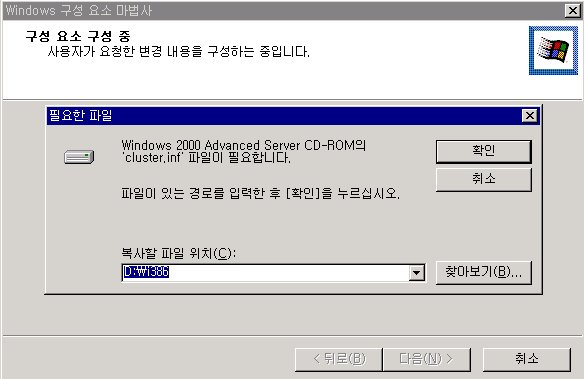 Windows 구성 요소 마법사
구성 요소 구성 중
사용자가 요청한 변경 내용을 구성하는 중입니다.
필요한 파일
Windows 2000 Advanced Server CD-ROM의
'cluster.inf' 파일이 필요합니다.
확인
취소
파일이 있는 경로를 입력한 후 [확인]을 누르십시오.
복사할 파일 위치(C):
D:₩i386
찾아보기(B)...
< 뒤로(B)
다음(N) >
취소